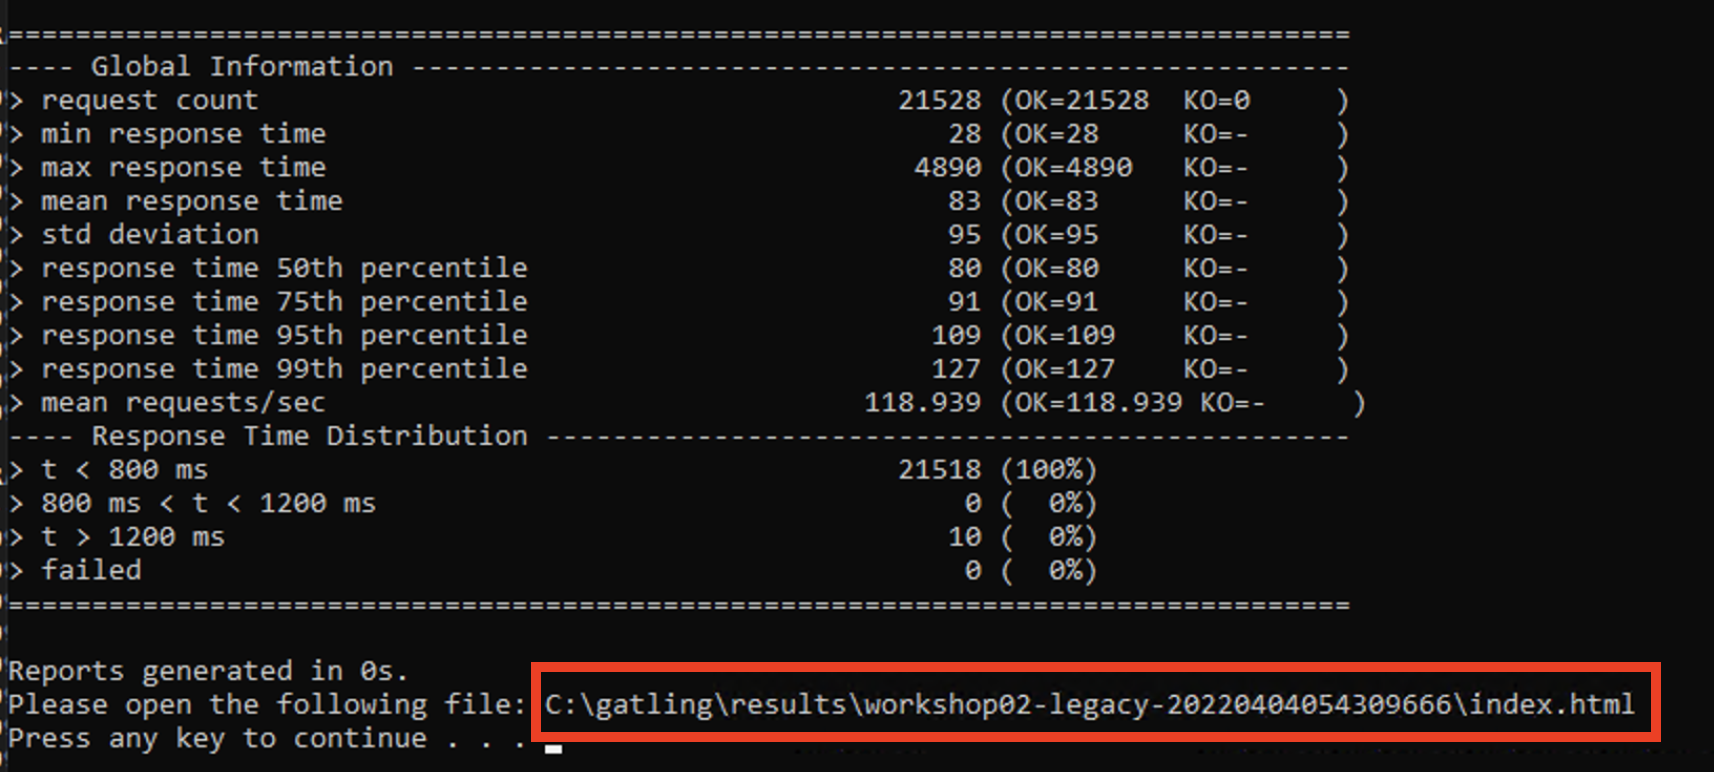 ================================================================================
---- Global Information --------------------------------------------------------
> request count                                      21528 (OK=21528  KO=0     )
> min response time                                     28 (OK=28     KO=-     )
> max response time                                   4890 (OK=4890   KO=-     )
> mean response time                                    83 (OK=83     KO=-     )
> std deviation                                         95 (OK=95     KO=-     )
> response time 50th percentile                         80 (OK=80     KO=-     )
> response time 75th percentile                         91 (OK=91     KO=-     )
> response time 95th percentile                        109 (OK=109    KO=-     )
> response time 99th percentile                        127 (OK=127    KO=-     )
> mean requests/sec                                118.939 (OK=118.939 KO=-     )
---- Response Time Distribution ------------------------------------------------
> t < 800 ms                                         21518 (100%)
> 800 ms < t < 1200 ms                                   0 (  0%)
> t > 1200 ms                                           10 (  0%)
> failed                                                 0 (  0%)
================================================================================
Reports generated in 0s.
Please open the following file: C:\gatling\results\workshop02-legacy-20220404054309666\index.html
Press any key to continue . . .